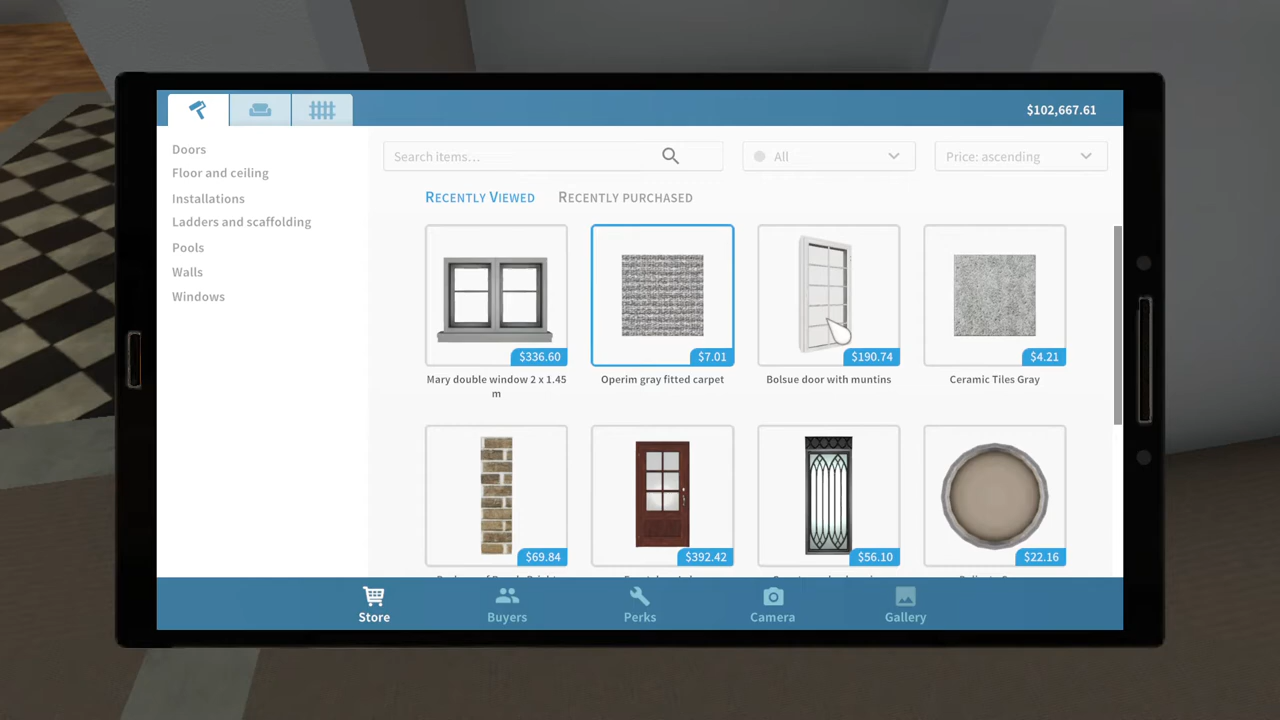 $102,667.61
Doors
Floor and ceiling
Installations
Ladders and scaffolding
Pools
Walls
Windows
Search items...
All
Price: ascending
RECENTLY VIEWED
RECENTLY PURCHASED
$336.60
$7.01
$190.74
$4.21
Mary double window 2 x 1.45
m
Operim gray fitted carpet
Bolsue door with muntins
Ceramic Tiles Gray
$69.84
$392.42
$56.10
$22.16
Store
Buyers
Perks
Camera
Gallery